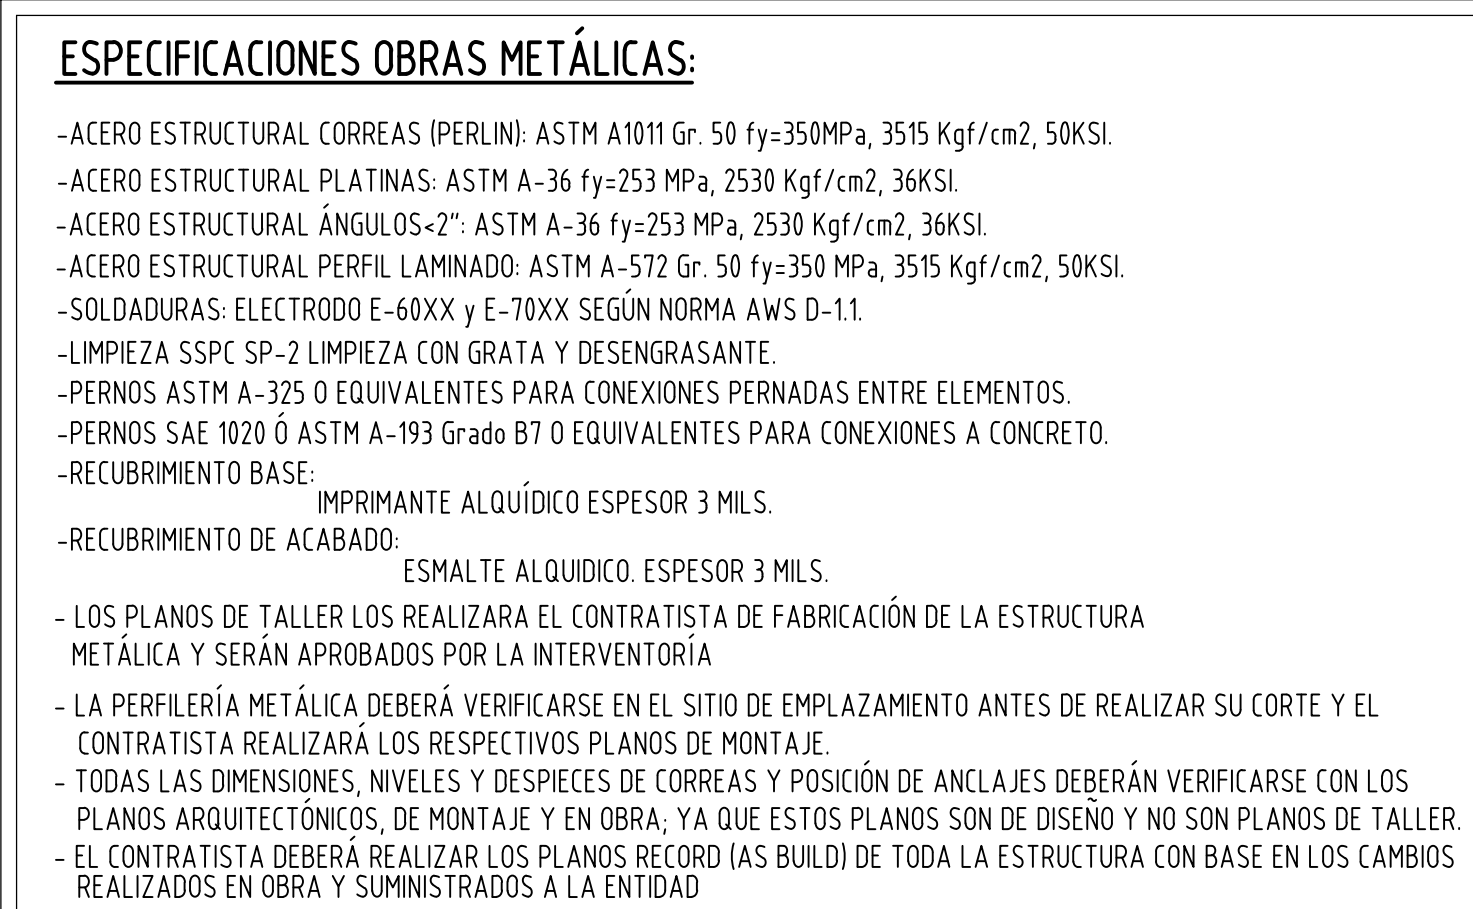 ESPECIFICACIONES OBRAS METÁLICAS:
-ACERO ESTRUCTURAL CORREAS (PERLIN): ASTM A1011 Gr. 50 fy=350MPa, 3515 Kgf/cm2, 50KSI.
-ACERO ESTRUCTURAL PLATINAS: ASTM A-36 fy=253 MPa, 2530 Kgf/cm2, 36KSI.
-ACERO ESTRUCTURAL ÁNGULOS<2": ASTM A-36 fy=253 MPa, 2530 Kgf/cm2, 36KSI.
-ACERO ESTRUCTURAL PERFIL LAMINADO: ASTM A-572 Gr. 50 fy=350 MPa, 3515 Kgf/cm2, 50KSI.
-SOLDADURAS: ELECTRODO E-60XX y E-70XX SEGÚN NORMA AWS D-1.1.
-LIMPIEZA SSPC SP-2 LIMPIEZA CON GRATA Y DESENGRASANTE.
-PERNOS ASTM A-325 O EQUIVALENTES PARA CONEXIONES PERNADAS ENTRE ELEMENTOS.
-PERNOS SAE 1020 Ó ASTM A-193 Grado B7 O EQUIVALENTES PARA CONEXIONES A CONCRETO.
-RECUBRIMIENTO BASE:
IMPRIMANTE ALQUÍDICO ESPESOR 3 MILS.
-RECUBRIMIENTO DE ACABADO:
ESMALTE ALQUIDICO. ESPESOR 3 MILS.
- LOS PLANOS DE TALLER LOS REALIZARA EL CONTRATISTA DE FABRICACIÓN DE LA ESTRUCTURA
METÁLICA Y SERÁN APROBADOS POR LA INTERVENTORÍA
- LA PERFILERÍA METÁLICA DEBERÁ VERIFICARSE EN EL SITIO DE EMPLAZAMIENTO ANTES DE REALIZAR SU CORTE Y EL
CONTRATISTA REALIZARÁ LOS RESPECTIVOS PLANOS DE MONTAJE.
- TODAS LAS DIMENSIONES, NIVELES Y DESPIECES DE CORREAS Y POSICIÓN DE ANCLAJES DEBERÁN VERIFICARSE CON LOS
PLANOS ARQUITECTÓNICOS, DE MONTAJE Y EN OBRA; YA QUE ESTOS PLANOS SON DE DISEÑO Y NO SON PLANOS DE TALLER.
- EL CONTRATISTA DEBERÁ REALIZAR LOS PLANOS RECORD (AS BUILD) DE TODA LA ESTRUCTURA CON BASE EN LOS CAMBIOS
REALIZADOS EN OBRA Y SUMINISTRADOS A LA ENTIDAD